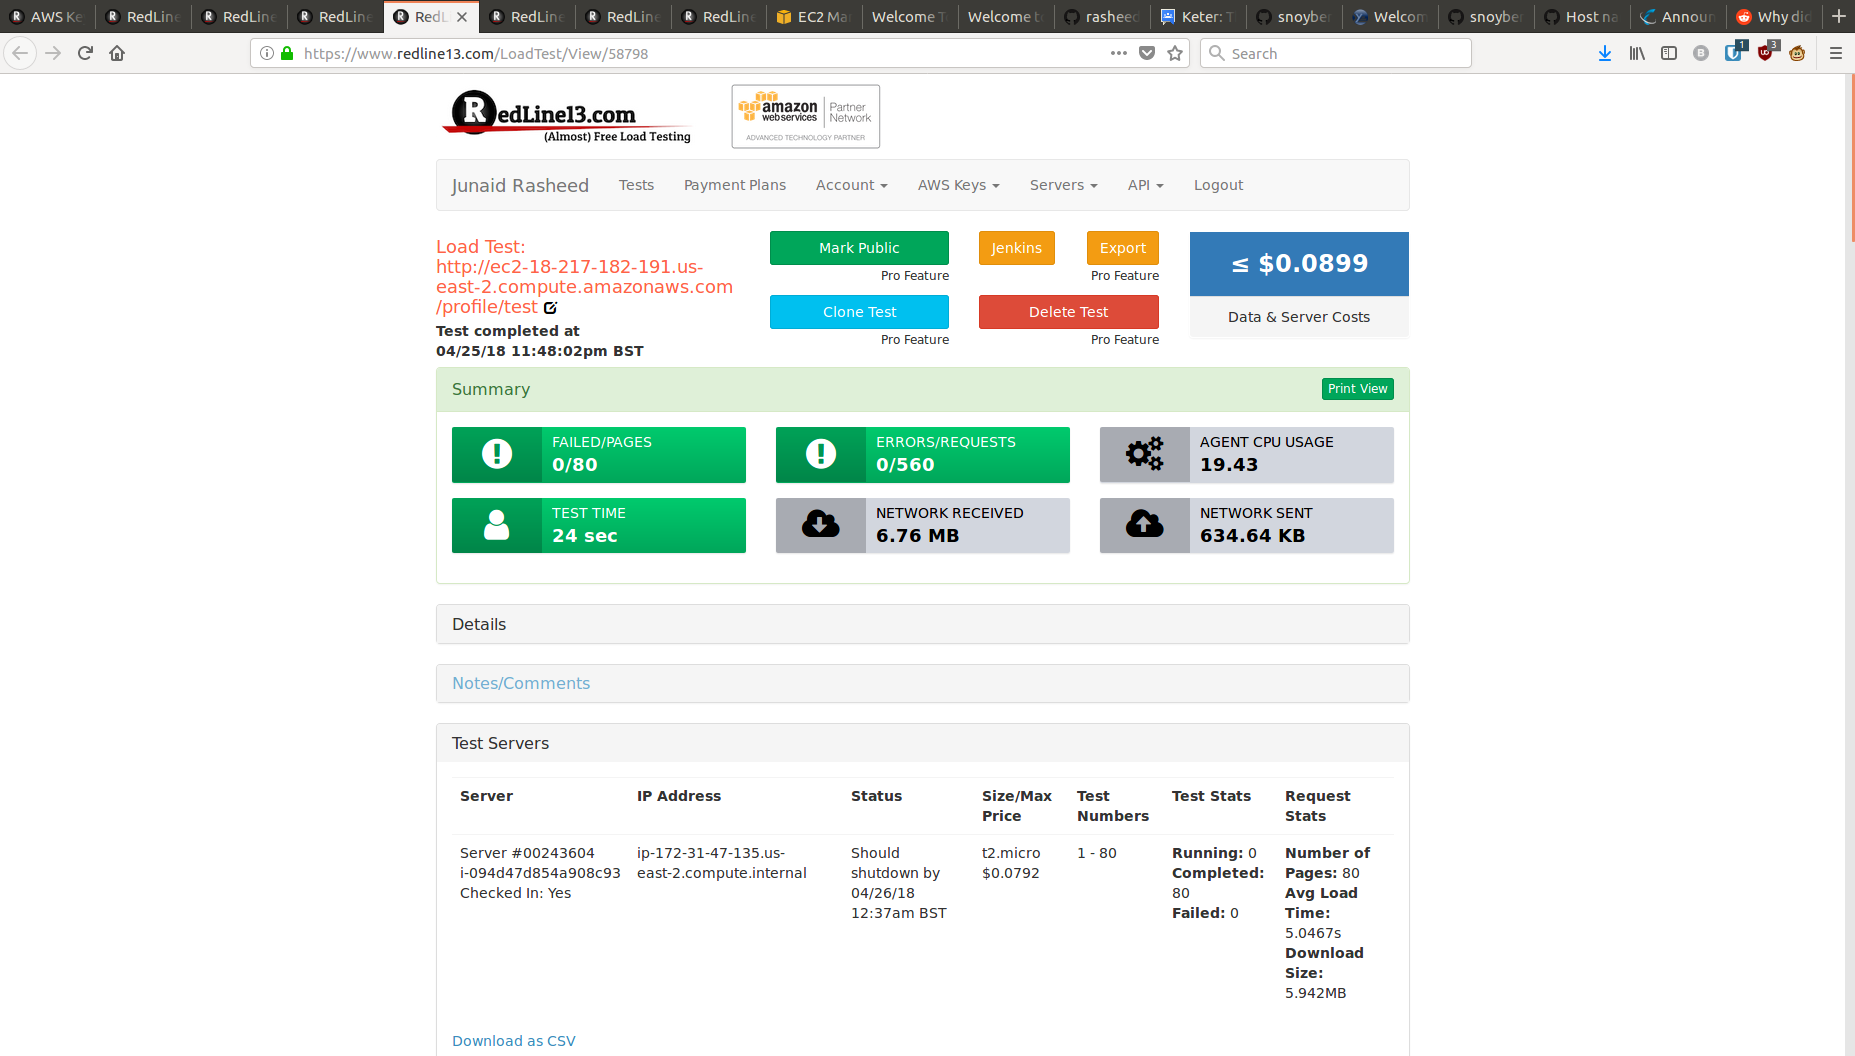 AWS Ke
RedLine
RedLine
RedLine
RedL
RedLine
RedLine
RedLine
EC2 Ma
Welcome T
Welcome to
rasheed
Keter: T
snoyber
Welcom
snoyber
Host na
Announ
Why did
https://www.redline13.com/LoadTest/View/58798
Search
1
3
RedLine13.com
(Almost) Free Load Testing
amazon
web services
Partner
Network
ADVANCED TECHNOLOGY PARTNER
Junaid Rasheed Tests Payment Plans Account AWS Keys Servers API Logout
Load Test:
http://ec2-18-217-182-191.us-
east-2.compute.amazonaws.com
/profile/test
Test completed at
04/25/18 11:48:02pm BST
Mark Public
Pro Feature
Jenkins
Export
Pro Feature
Clone Test
Pro Feature
Delete Test
Pro Feature
≤ $0.0899
Data & Server Costs
Summary
Print View
FAILED/PAGES
0/80
ERRORS/REQUESTS
0/560
AGENT CPU USAGE
19.43
TEST TIME
24 sec
NETWORK RECEIVED
6.76 MB
NETWORK SENT
634.64 KB
Details
Notes/Comments
Test Servers
Server
IP Address
Status
Size/Max
Price
Test
Numbers
Test Stats
Request
Stats
Server #00243604
i-094d47d854a908c93
Checked In: Yes
ip-172-31-47-135.us-
east-2.compute.internal
Should
shutdown by
04/26/18
12:37am BST
t2.micro
$0.0792
1 - 80
Running: 0
Completed:
80
Failed: 0
Number of
Pages: 80
Avg Load
Time:
5.0467s
Download
Size:
5.942MB
Download as CSV